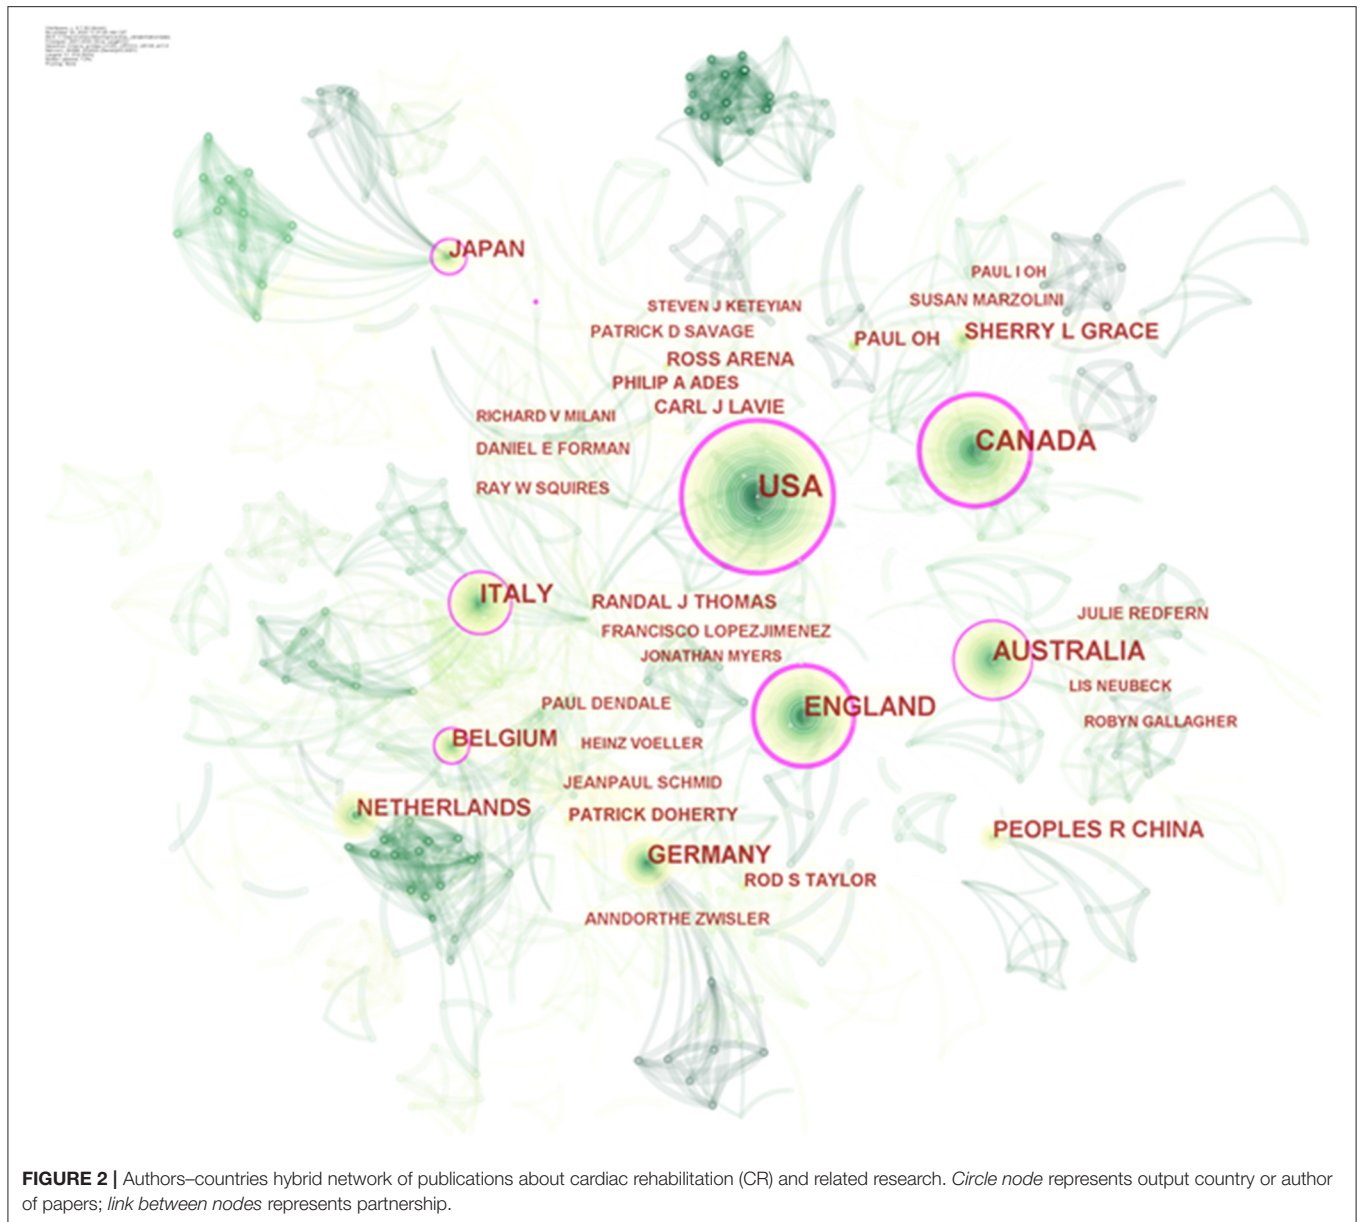 JAPAN
PAUL I OH
SUSAN MARZOLINI
STEVEN J KETEYIAN
PATRICK D SAVAGE
PAUL OH
SHERRY L GRACE
ROSS ARENA
PHILIP A ADES
CARL J LAVIE
RICHARD V MILANI
CANADA
DANIEL E FORMAN
RAY W SQUIRES
USA
ITALY
RANDAL J THOMAS
JULIE REDFERN
FRANCISCO LOPEZJIMENEZ
JONATHAN MYERS
AUSTRALIA
LIS NEUBECK
PAUL DENDALE
ENGLAND
ROBYN GALLAGHER
BELGIUM
HEINZ VOELLER
JEANPAUL SCHMID
NETHERLANDS
PATRICK DOHERTY
PEOPLES R CHINA
GERMANY
ROD S TAYLOR
ANNDORTHE ZWISLER
FIGURE 2 | Authors–countries hybrid network of publications about cardiac rehabilitation (CR) and related research. Circle node represents output country or author
of papers; link between nodes represents partnership.